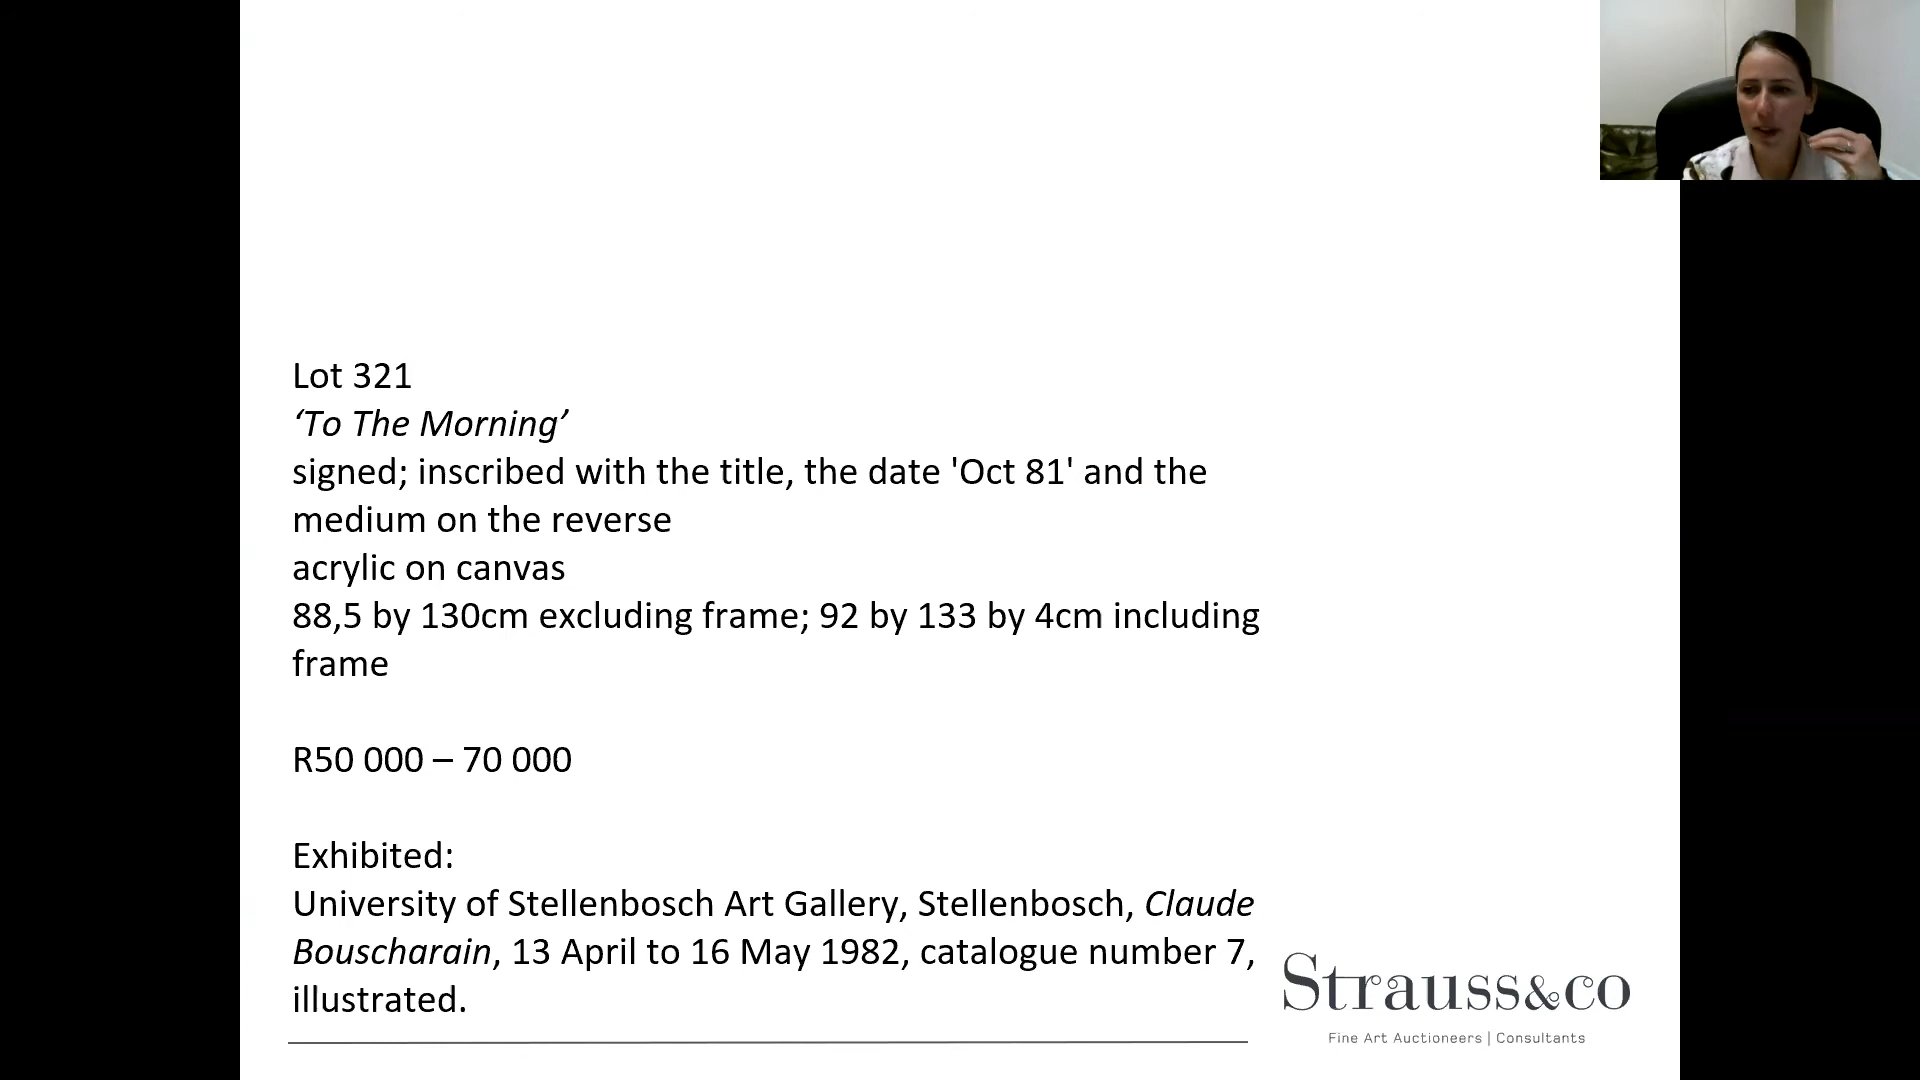 Lot 321
‘To The Morning’
signed; inscribed with the title, the date 'Oct 81' and the
medium on the reverse
acrylic on canvas
88,5 by 130cm excluding frame; 92 by 133 by 4cm including
frame
R50 000 – 70 000
Exhibited:
University of Stellenbosch Art Gallery, Stellenbosch, Claude
Bouscharain, 13 April to 16 May 1982, catalogue number 7,
illustrated.
Strauss&co
Fine Art Auctioneers | Consultants